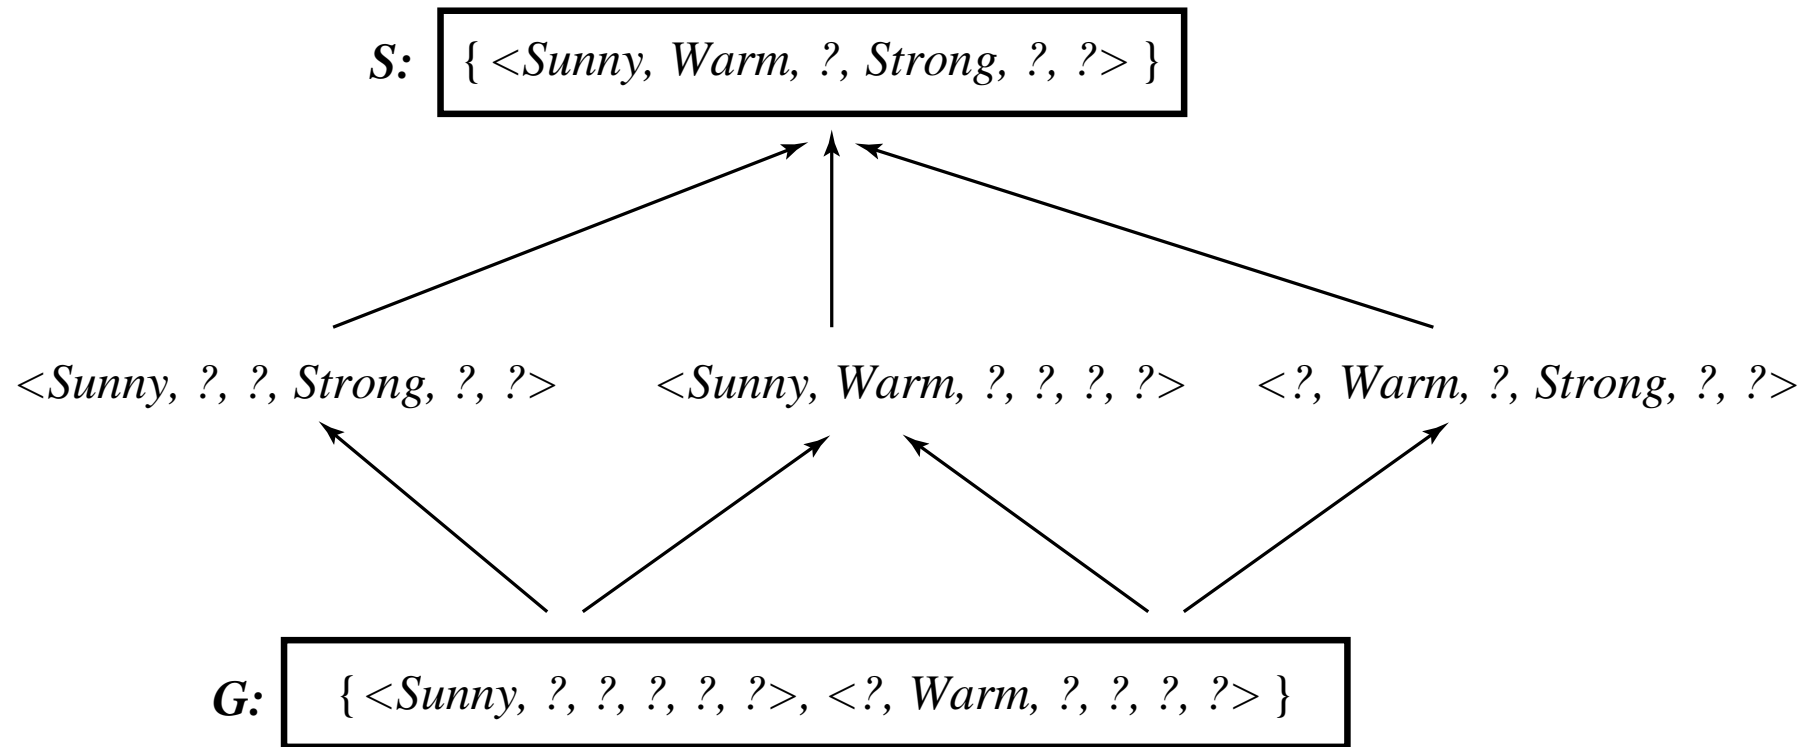 S: { <Sunny, Warm, ?, Strong, ?, ?> }
<Sunny, ?, ?, Strong, ?, ?> <Sunny, Warm, ?, ?, ?, ?> <?, Warm, ?, Strong, ?, ?>
G: { <Sunny, ?, ?, ?, ?, ?>, <?, Warm, ?, ?, ?, ?> }